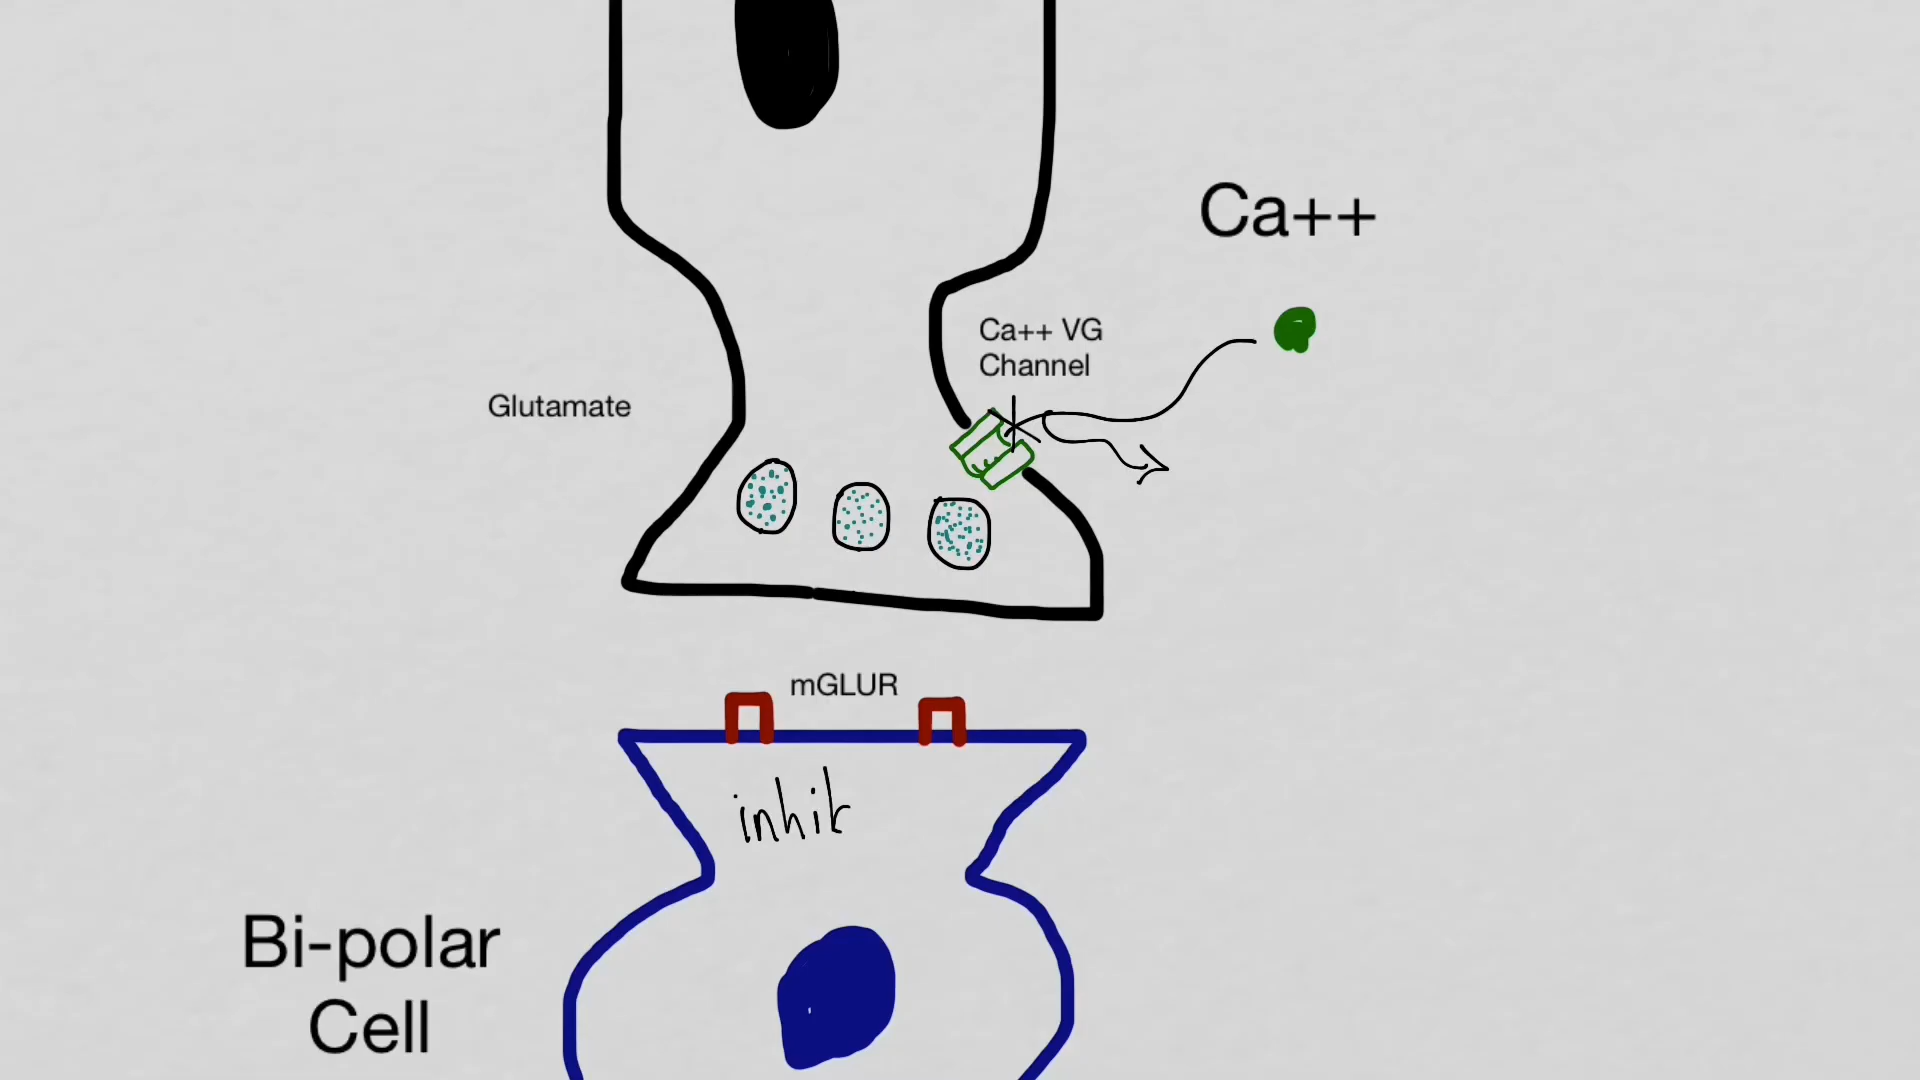 Ca++
Ca++ VG
Channel
Glutamate
mGLUR
inhib
Bi-polar
Cell